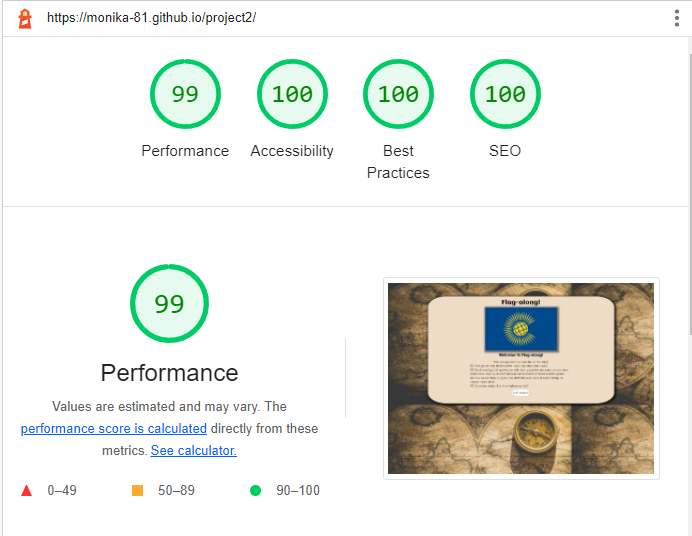 https://monika-81.github.io/project2/
99
100
100
100
Performance
Accessibility
Best
Practices
SEO
99
Performance
Values are estimated and may vary. The
performance score is calculated directly from these
metrics. See calculator.
0–49
50–89
90–100
Flag-along!
Welcome to Flag-along!